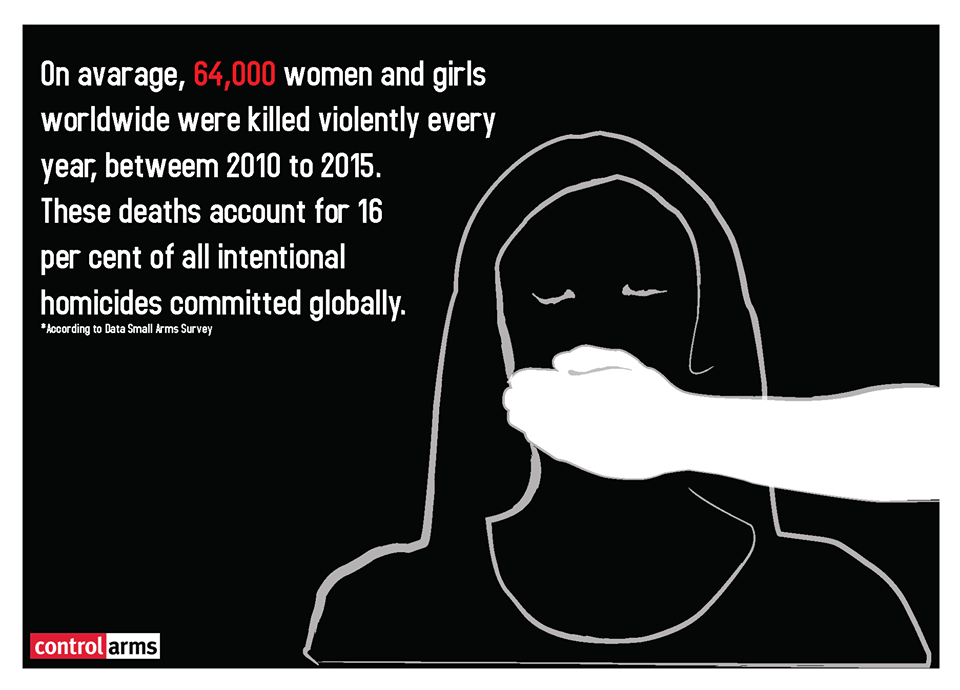 On avarage, 64,000 women and girls
worldwide were killed violently every
year, betweem 2010 to 2015.
These deaths account for 16
per cent of all intentional
homicides committed globally.
*According to Data Small Arms Survey
control arms